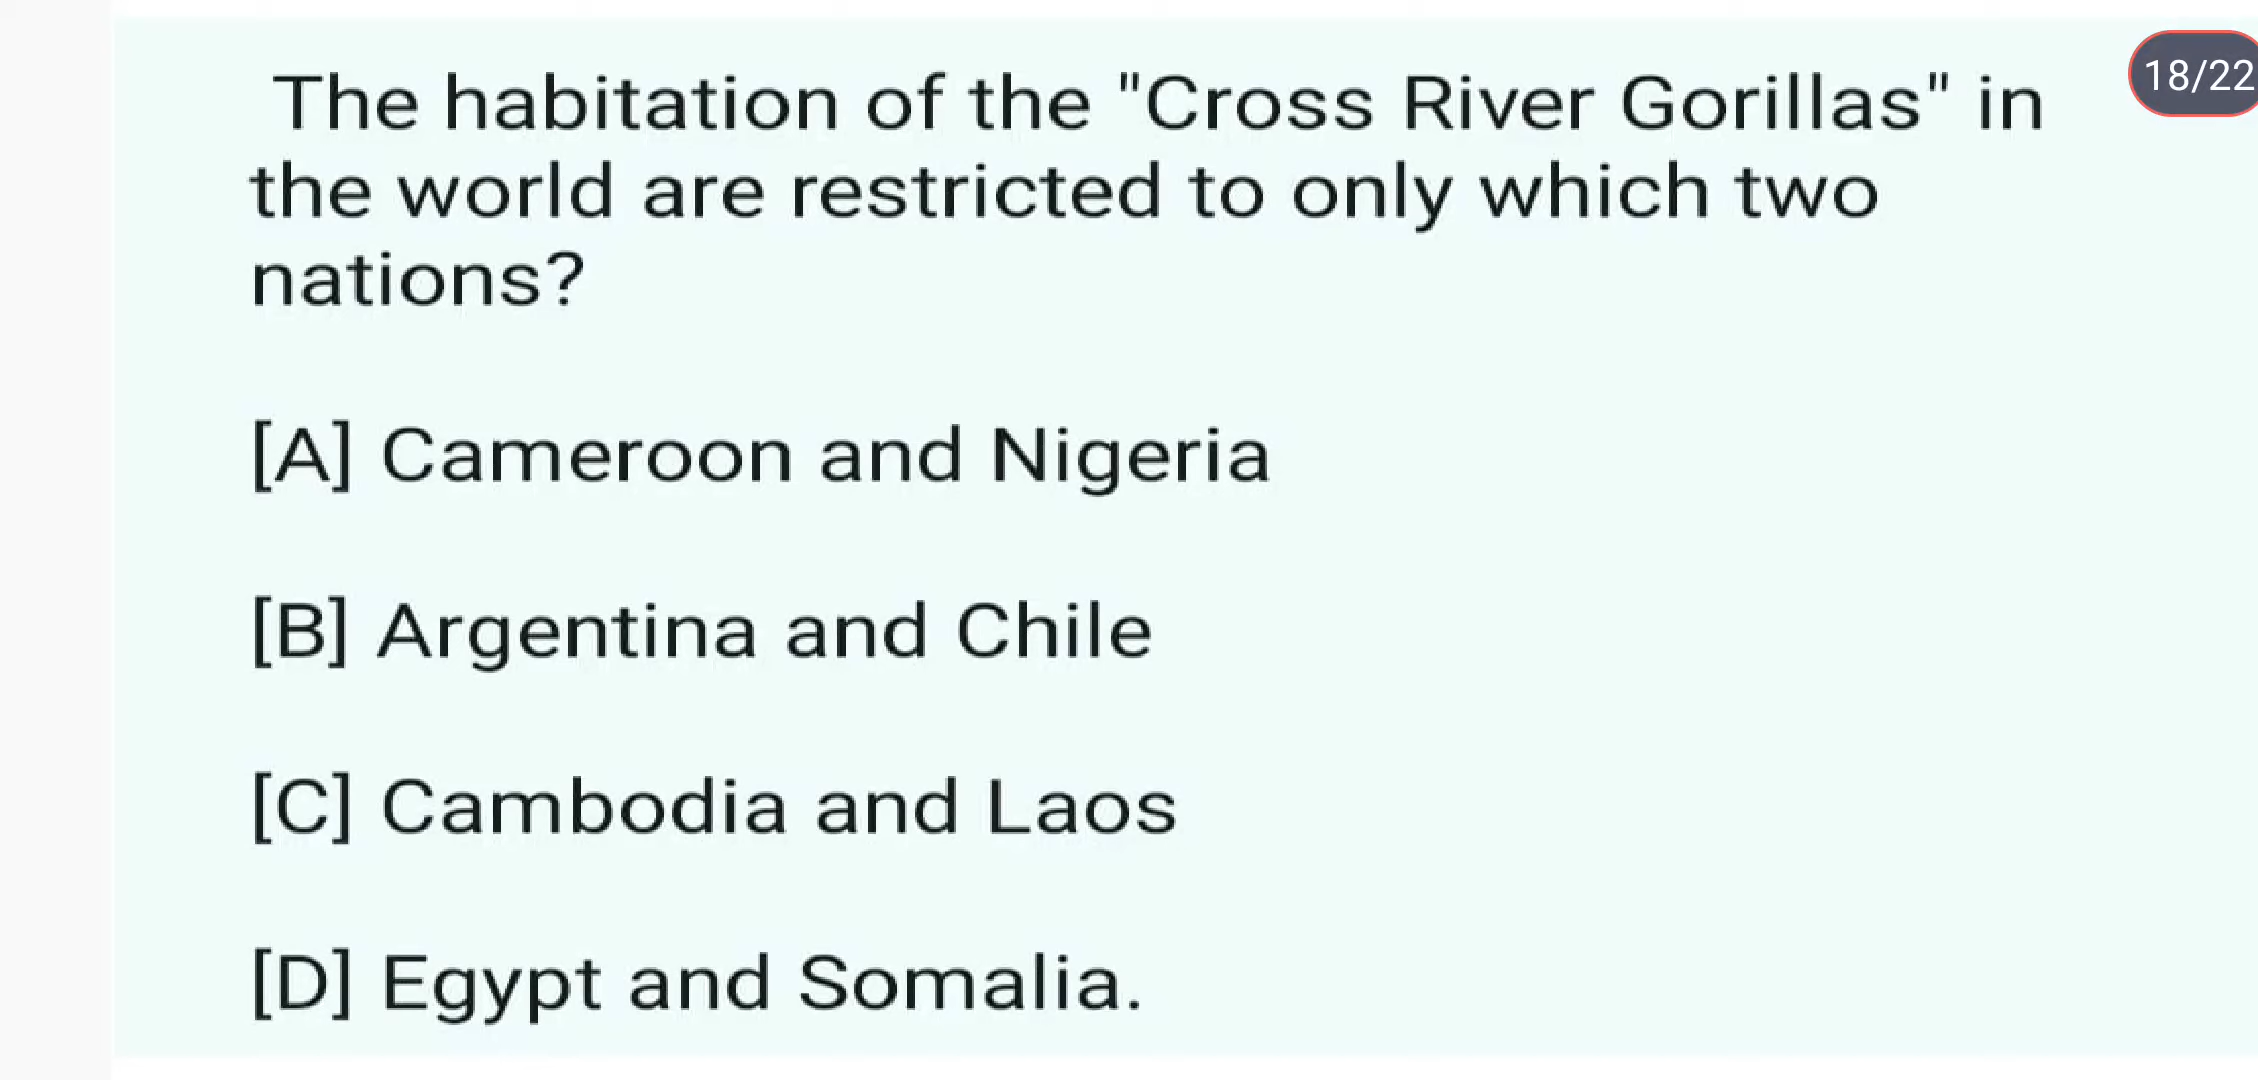 The habitation of the "Cross River Gorillas" in
18/22
the world are restricted to only which two
nations?
[A] Cameroon and Nigeria
[B] Argentina and Chile
[C] Cambodia and Laos
[D] Egypt and Somalia.